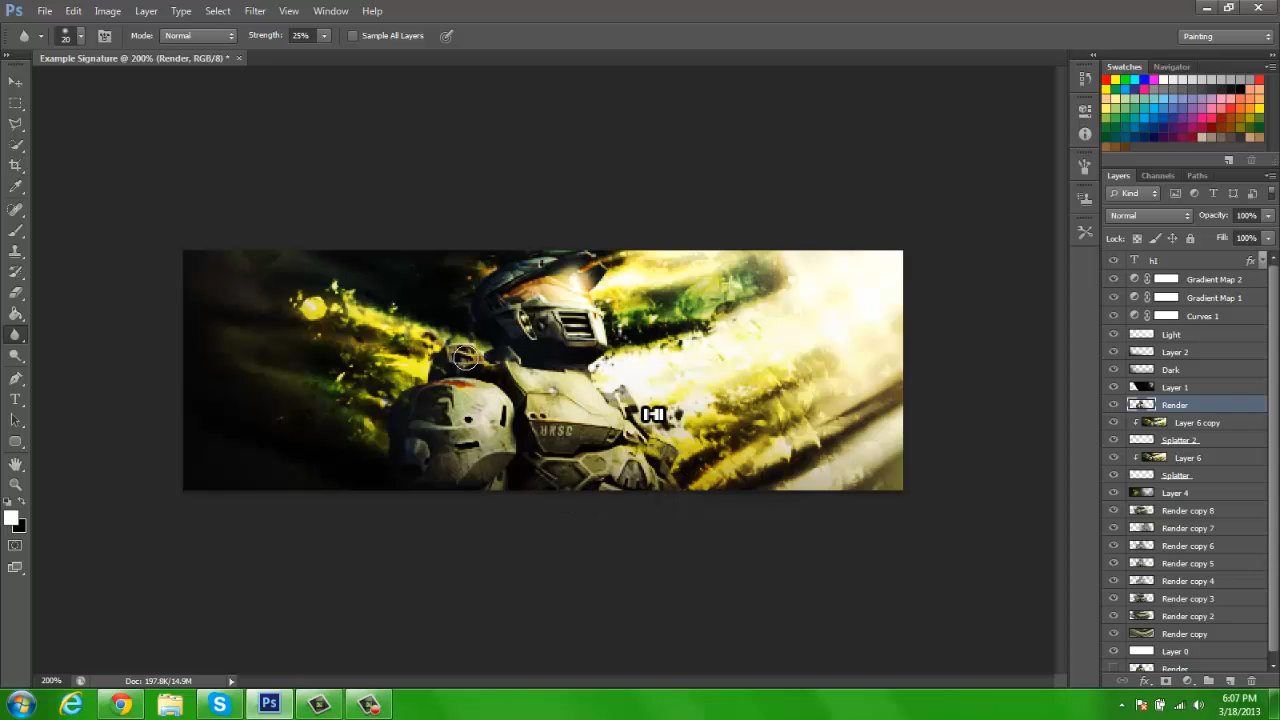 Ps File Edit Image Layer Type Select Filter View Window Help
20 Mode: Normal Strength: 25% Sample All Layers Painting
Example Signature @ 200% (Render, RGB/8) * ×
Swatches Navigator
Layers Channels Paths
Kind
Normal Opacity: 100%
Lock: Fill: 100%
T hI fx
Gradient Map 2
Gradient Map 1
Curves 1
Light
Layer 2
Dark
Layer 1
Render
Layer 6 copy
Splatter 2
Layer 6
Splatter
Layer 4
Render copy 8
Render copy 7
Render copy 6
Render copy 5
Render copy 4
Render copy 3
Render copy 2
Render copy
Layer 0
Render
HI
UNSC
200% Doc: 197.8K/14.9M
6:07 PM
3/18/2013